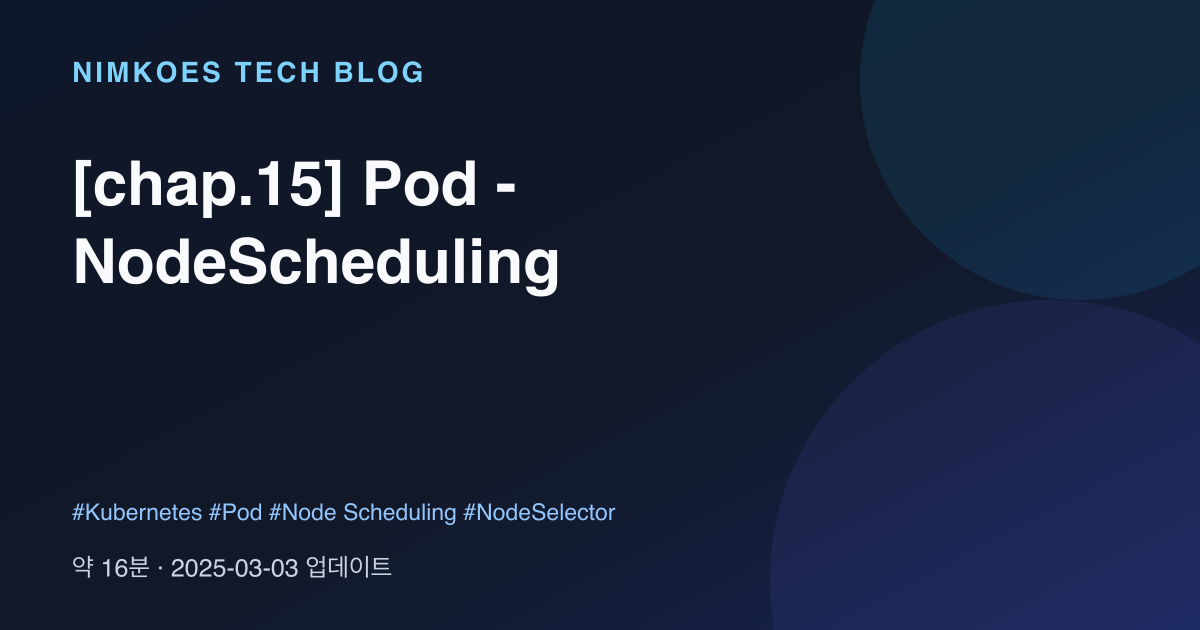 NIMKOES TECH BLOG
[chap.15] Pod -
NodeScheduling
#Kubernetes #Pod #Node Scheduling #NodeSelector
약 16분 · 2025-03-03 업데이트